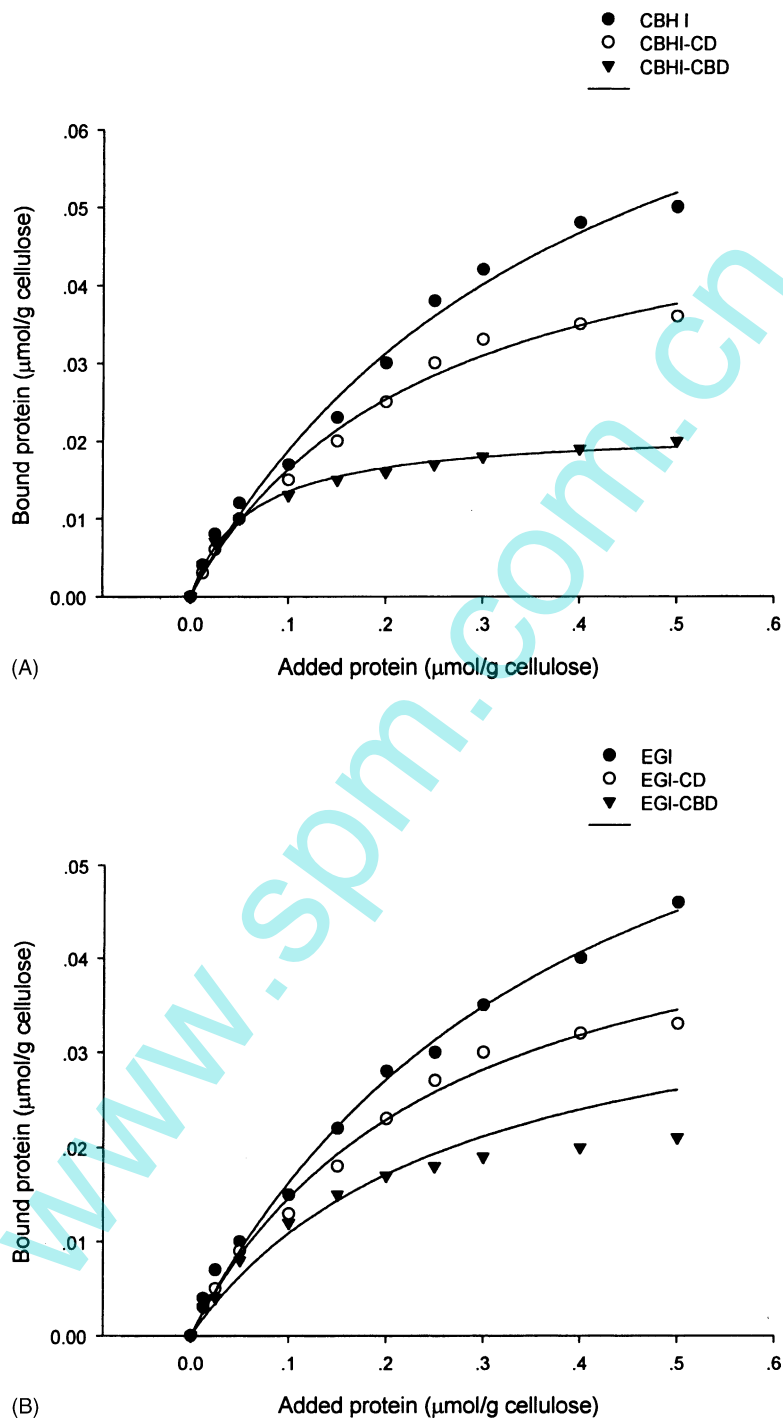 CBH I
CBHI-CD
CBHI-CBD
.06
.05
.04
.03
.02
.01
0.00
Bound protein (μmol/g cellulose)
0.0 .1 .2 .3 .4 .5 .6
Added protein (μmol/g cellulose)
(A)
EGI
EGI-CD
EGI-CBD
.05
.04
.03
.02
.01
0.00
Bound protein (μmol/g cellulose)
0.0 .1 .2 .3 .4 .5 .6
Added protein (μmol/g cellulose)
(B)
www.spm.com.cn